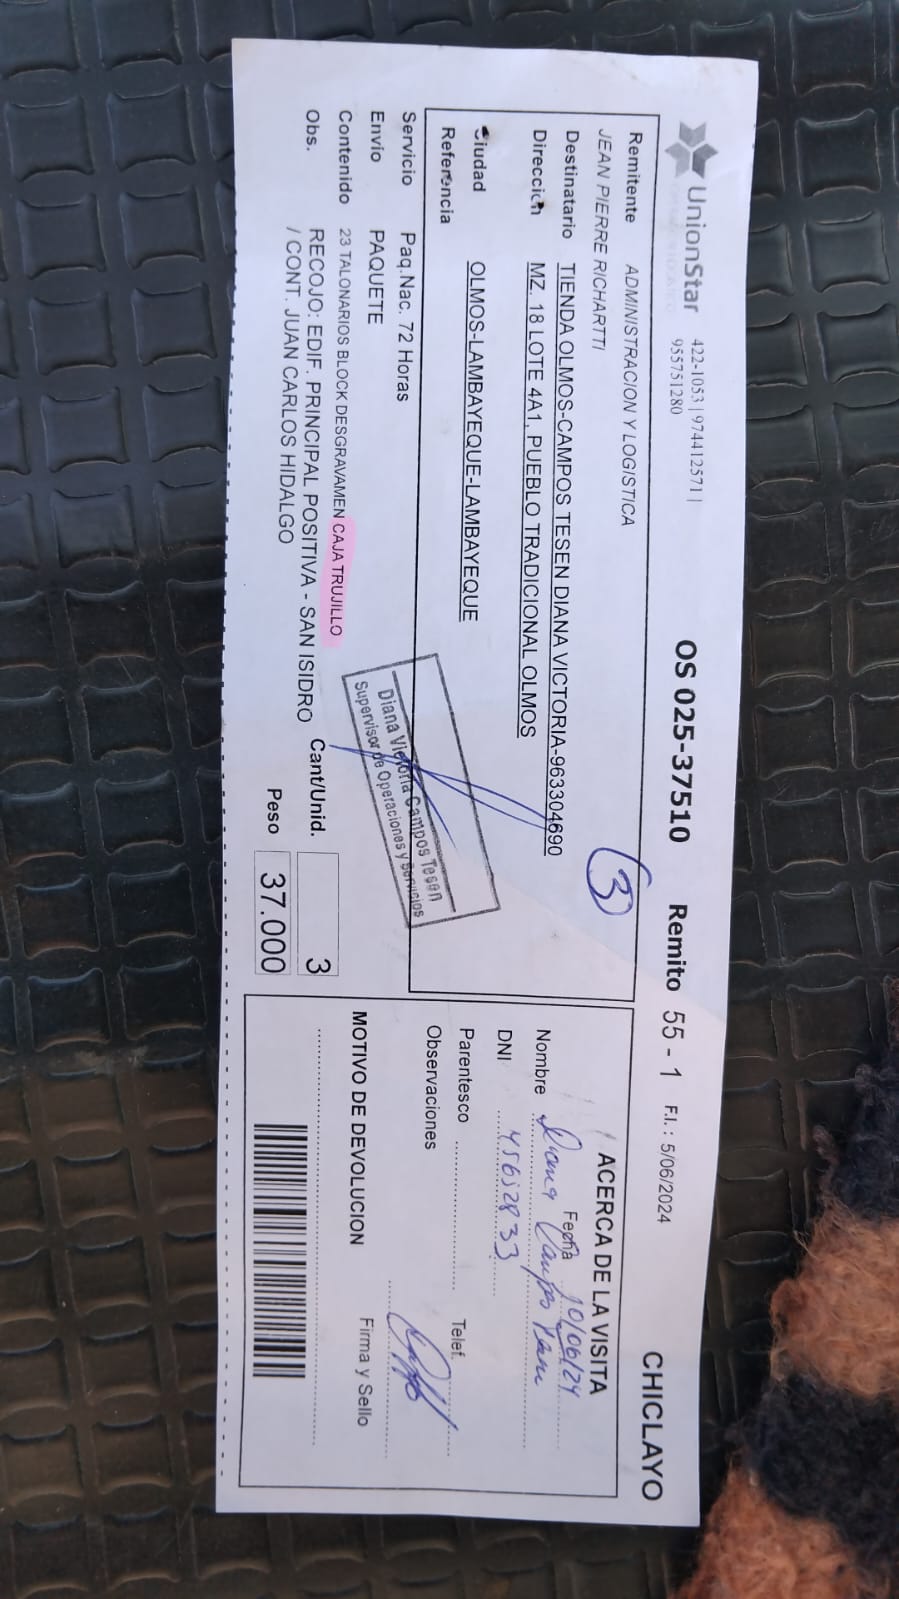 UnionStar 422-1053 | 974412571 |
955751280
OS 025-37510 Remito 55 - 1 F.I.: 5/06/2024 CHICLAYO
Remitente ADMINISTRACION Y LOGISTICA
JEAN PIERRE RICHARTTI
Destinatario TIENDA OLMOS-CAMPOS TESEN DIANA VICTORIA-963304690
Dirección MZ. 18 LOTE 4A1, PUEBLO TRADICIONAL OLMOS
Ciudad OLMOS-LAMBAYEQUE-LAMBAYEQUE
Referencia
3
Servicio Paq.Nac. 72 Horas
Envio PAQUETE
Contenido 23 TALONARIOS BLOCK DESGRAVAMEN CAJA TRUJILLO
Obs. RECOJO: EDIF. PRINCIPAL POSITIVA - SAN ISIDRO
/ CONT. JUAN CARLOS HIDALGO
Cant/Unid. 3
Peso 37.000
Diana Victoria Campos Tesen
Supervisor de Operaciones y Servicios
ACERCA DE LA VISITA
Fecha 10/06/24
Nombre Diana Campos Tesen
DNI 45652833
Parentesco Telef.
Observaciones
MOTIVO DE DEVOLUCION Firma y Sello